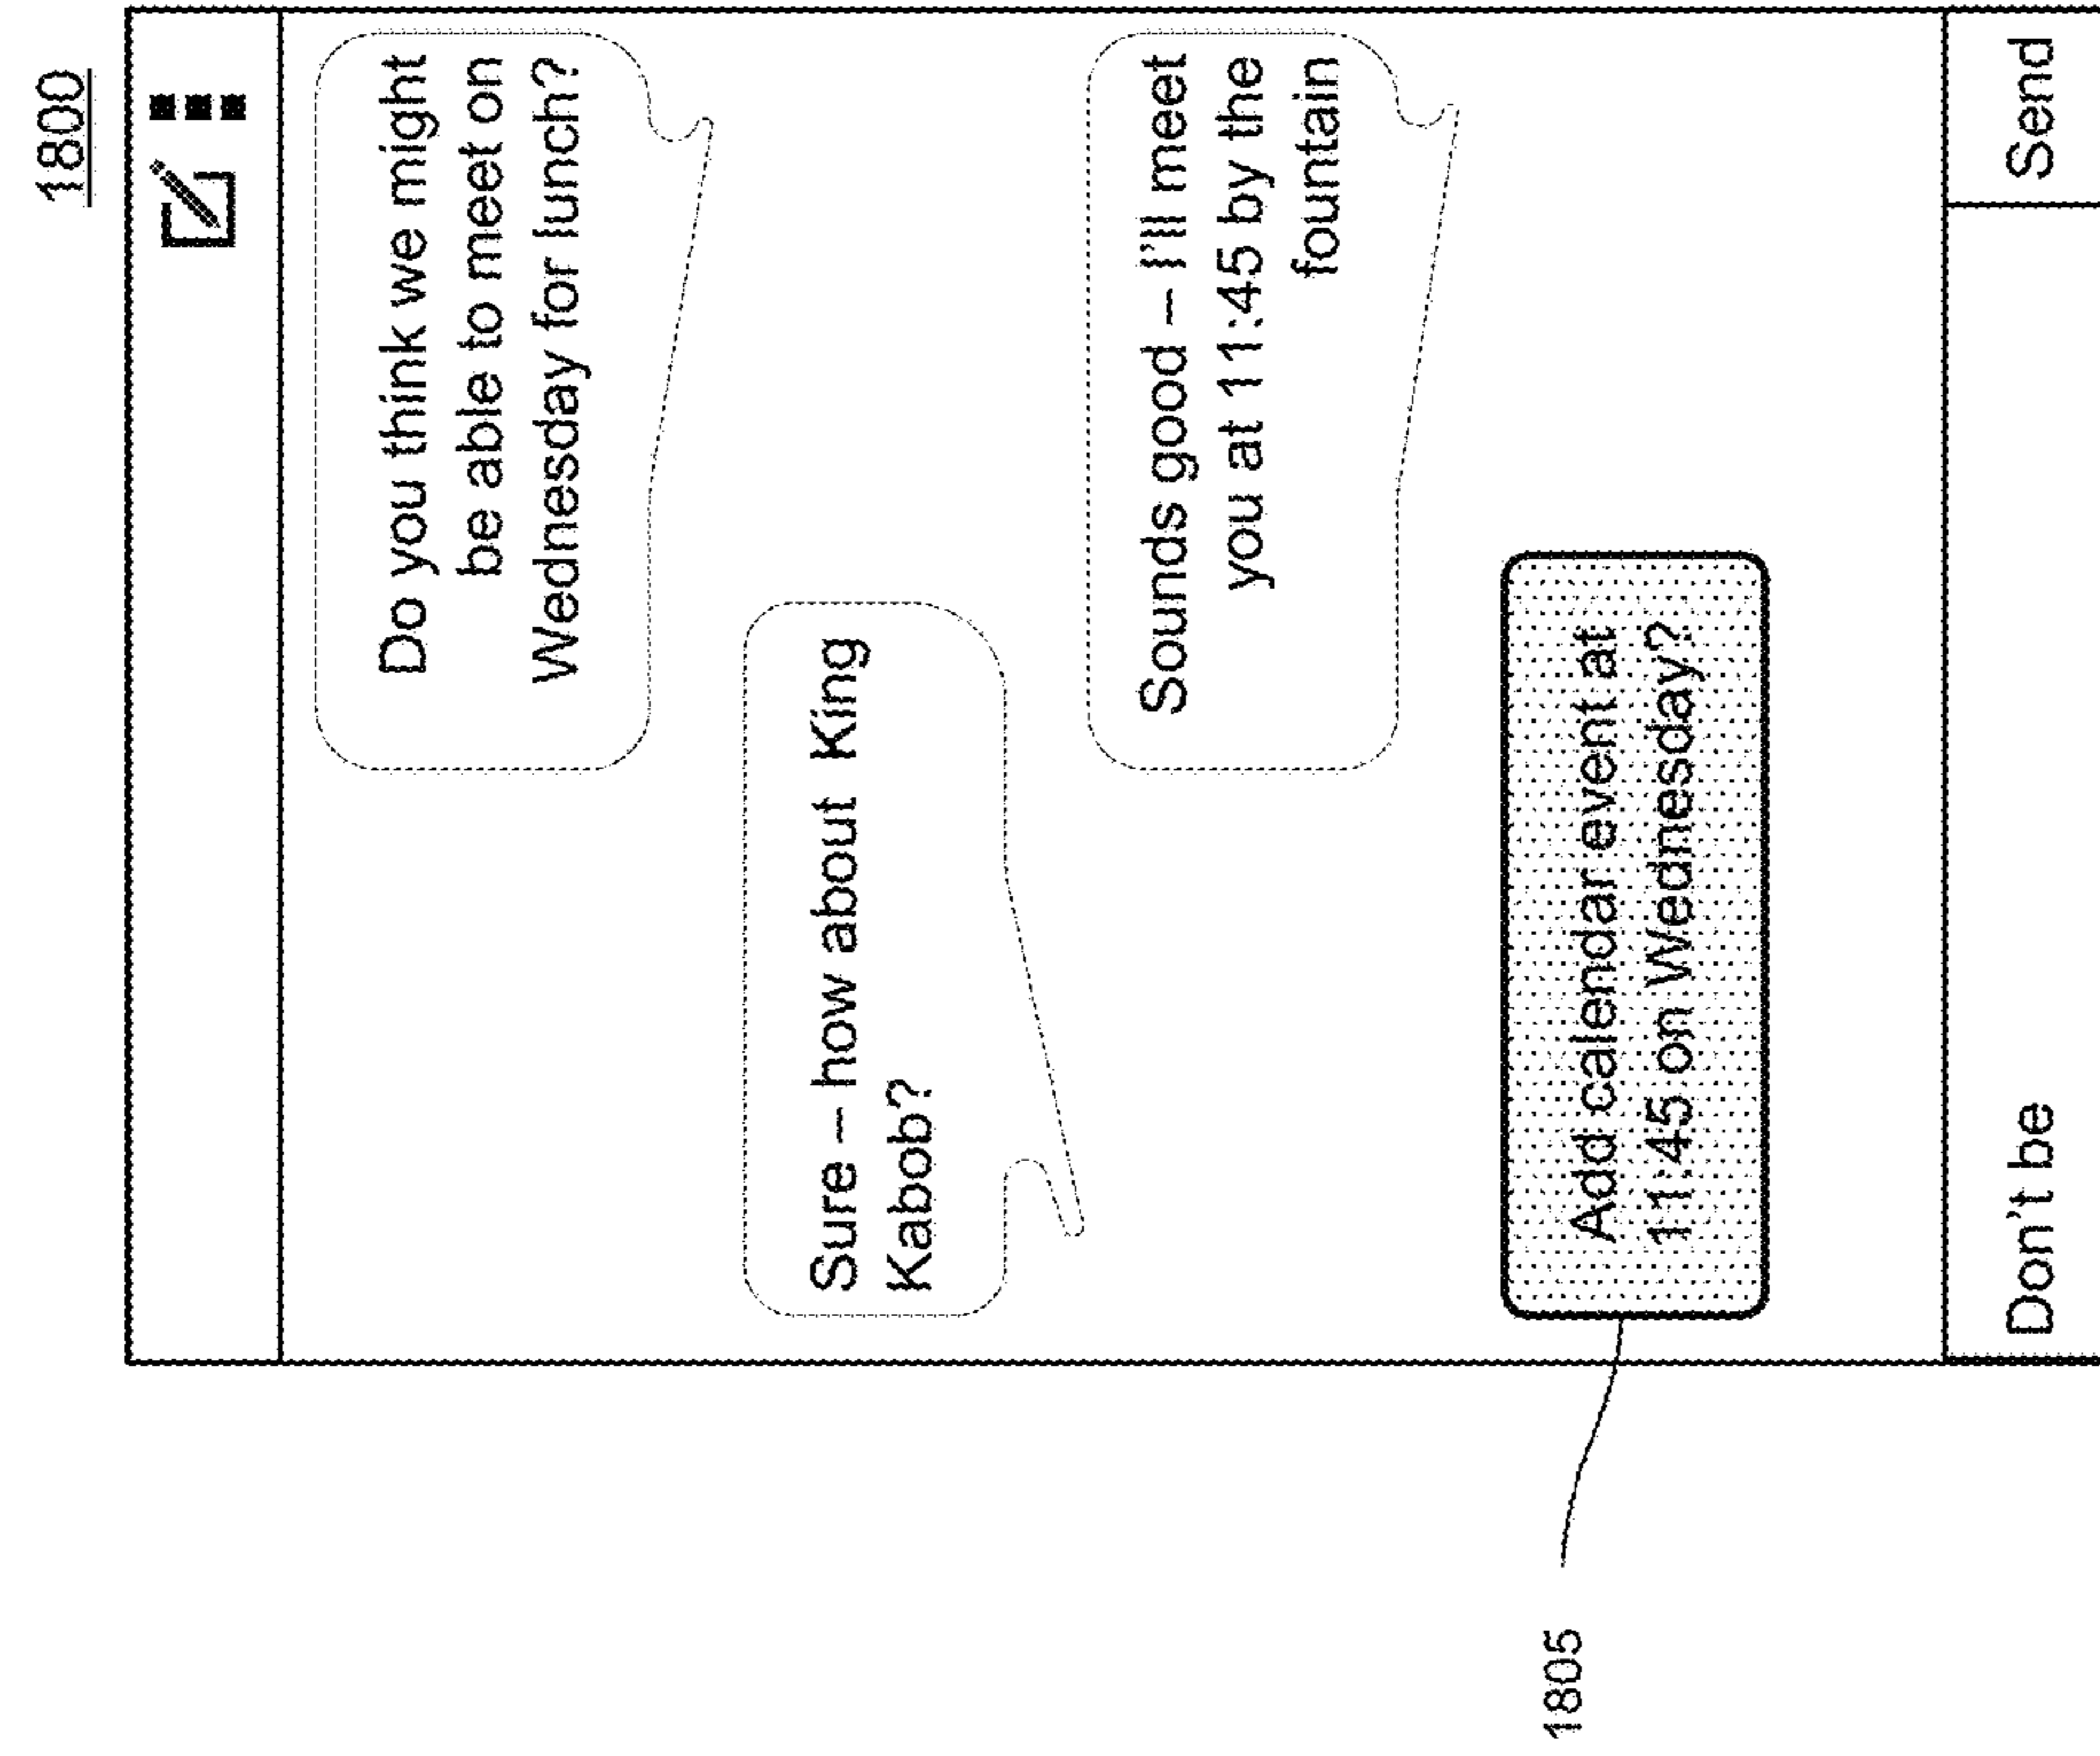 1800
Do you think we might
be able to meet on
Wednesday for lunch?
Sure – how about King
Kabob?
Sounds good – I'll meet
you at 11:45 by the
fountain
Add calendar event at
11:45 on Wednesday?
1805
Don't be
Send